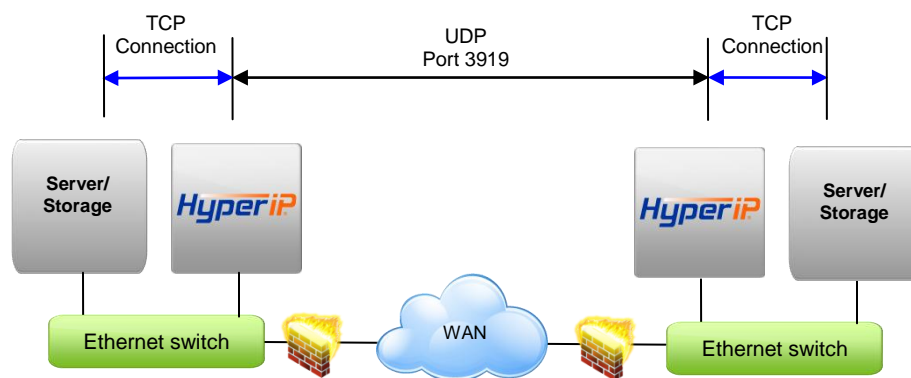 TCP
Connection
UDP
Port 3919
TCP
Connection
Server/
Storage
HyperiP
HyperiP
Server/
Storage
Ethernet switch
WAN
Ethernet switch